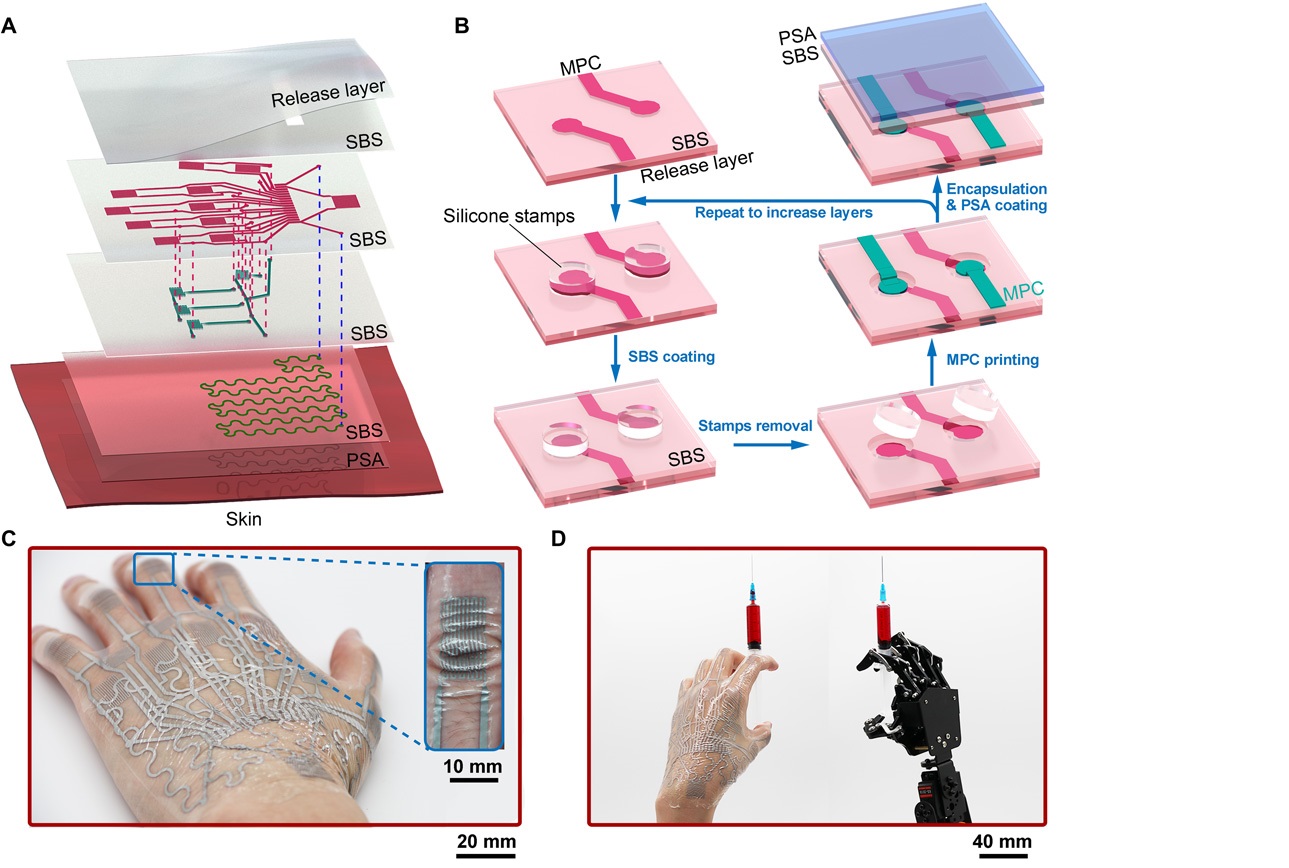 A
Release layer
SBS
SBS
SBS
SBS
PSA
Skin
B
MPC
SBS
Release layer
Silicone stamps
Repeat to increase layers
SBS coating
SBS
Stamps removal
MPC printing
MPC
Encapsulation
& PSA coating
PSA
SBS
C
10 mm
20 mm
D
40 mm